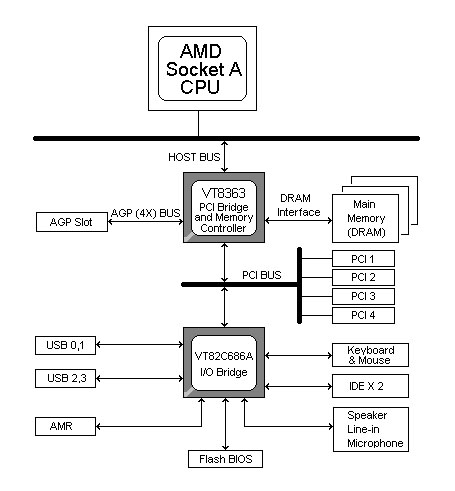 AMD
Socket A
CPU
HOST BUS
VT8363
PCI Bridge
and Memory
Controller
DRAM
Interface
Main
Memory
(DRAM)
AGP Slot
AGP (4X) BUS
PCI BUS
PCI 1
PCI 2
PCI 3
PCI 4
USB 0,1
VT82C686A
I/O Bridge
Keyboard
& Mouse
USB 2,3
IDE X 2
AMR
Speaker
Line-in
Microphone
Flash BIOS